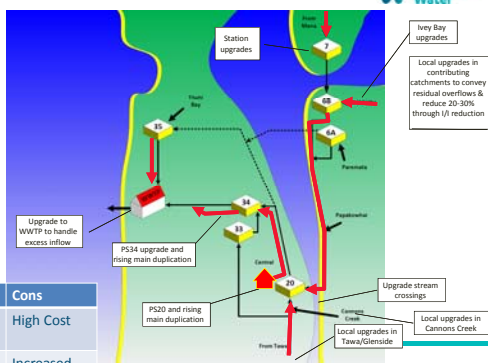 Water
From
Mana
7
Station
upgrades
Ivey Bay
upgrades
Local upgrades in
contributing
catchments to convey
residual overflows &
reduce 20-30%
through I/I reduction
6B
6A
Paremata
35
Titahi
Bay
WWTP
Upgrade to
WWTP to handle
excess inflow
34
33
PS34 upgrade and
rising main duplication
Papakowhai
Central
20
PS20 and rising
main duplication
Upgrade stream
crossings
Cannons
Creek
Local upgrades in
Cannons Creek
From Tawa
Local upgrades in
Tawa/Glenside
Cons
High Cost
Increased